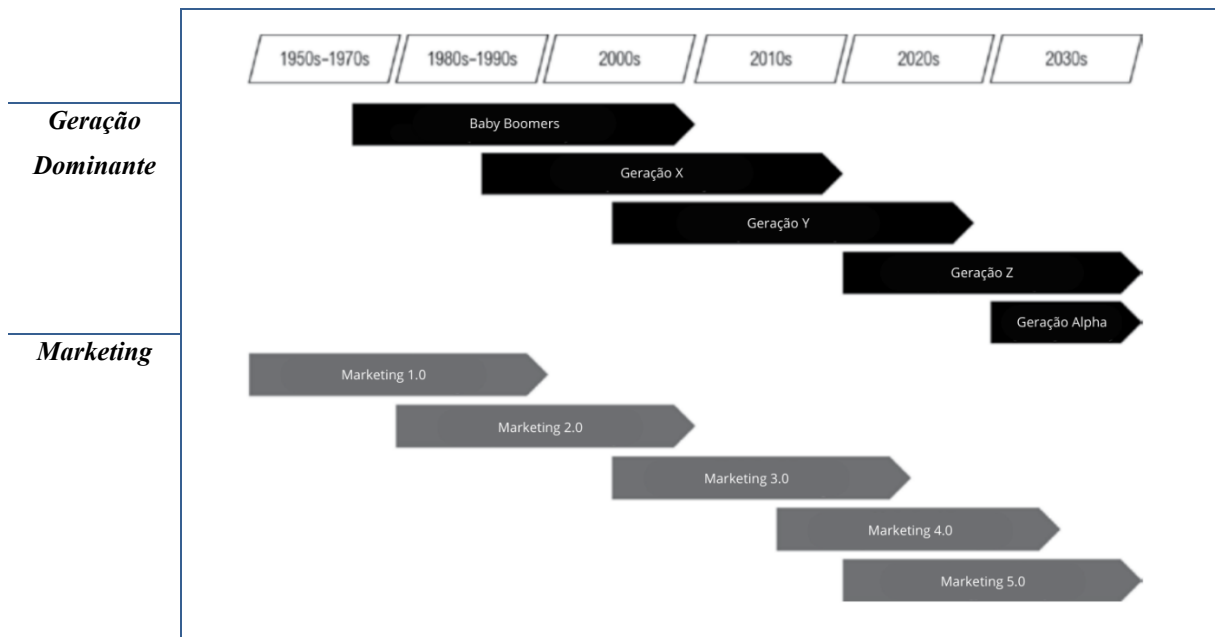 1950s-1970s 1980s-1990s 2000s 2010s 2020s 2030s
Geração
Dominante
Baby Boomers
Geração X
Geração Y
Geração Z
Geração Alpha
Marketing
Marketing 1.0
Marketing 2.0
Marketing 3.0
Marketing 4.0
Marketing 5.0